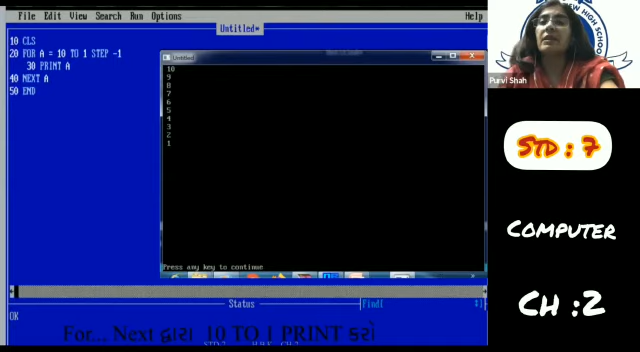 File Edit View Search Run Options Help
Untitled*
10 CLS
20 FOR A = 10 TO 1 STEP -1
30 PRINT A
40 NEXT A
50 END
Untitled
10
9
8
7
6
5
4
3
2
1
Press any key to continue
Status
Find[
OK
For... Next દ્વારા 10 TO 1 PRINT કરો
Purvi Shah
STD : 7
COMPUTER
CH :2